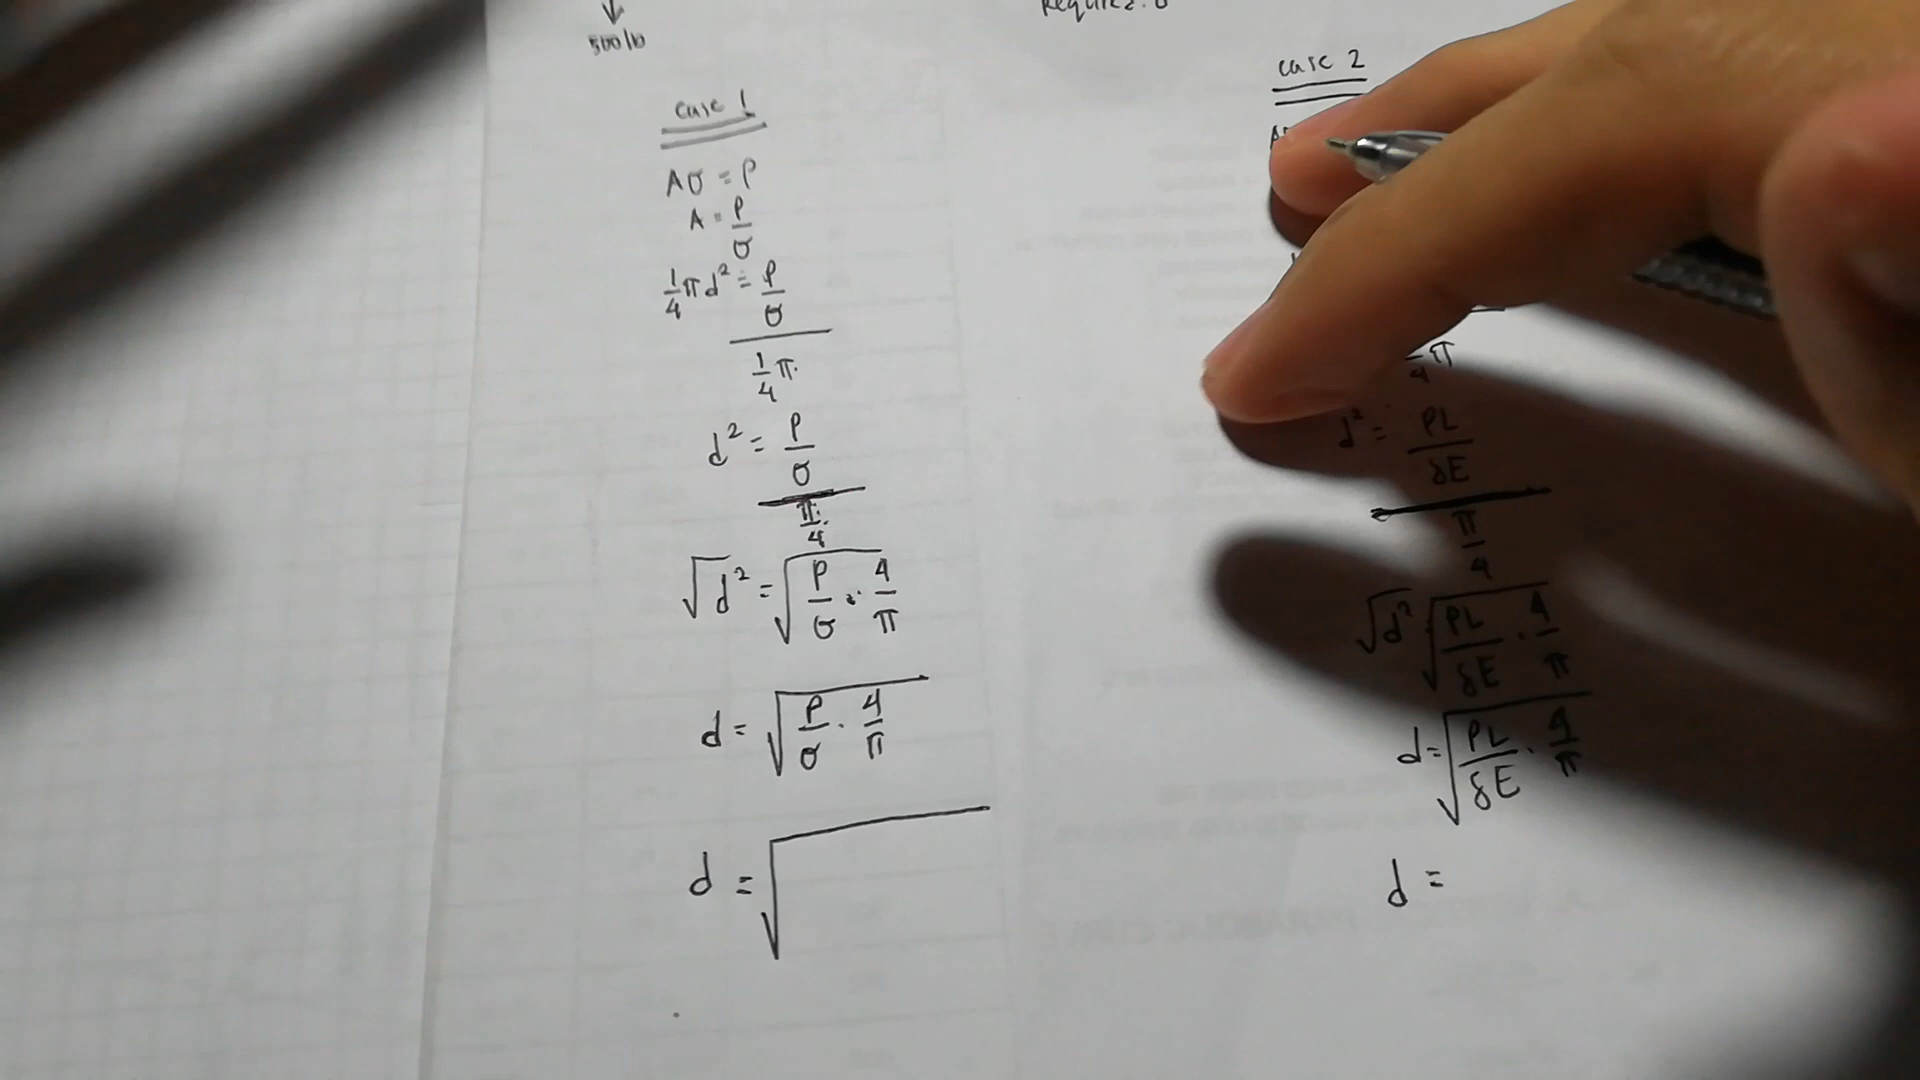 500 lb
Case 1
Aσ = P
A = P/σ
1/4 π d² = P/σ
1/4 π
d² = P/σ
π/4
√d² = √P/σ · 4/π
d = √P/σ · 4/π
d = √
case 2
4 π
d² = PL/δE
π/4
√d² √PL/δE · 4/π
d = √PL/δE · 4/π
d =